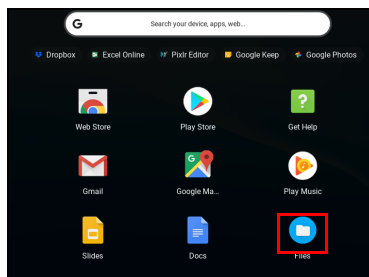 G Search your device, apps, web...
Dropbox Excel Online Pixlr Editor Google Keep Google Photos
Web Store Play Store Get Help
Gmail Google Ma... Play Music
Slides Docs Files